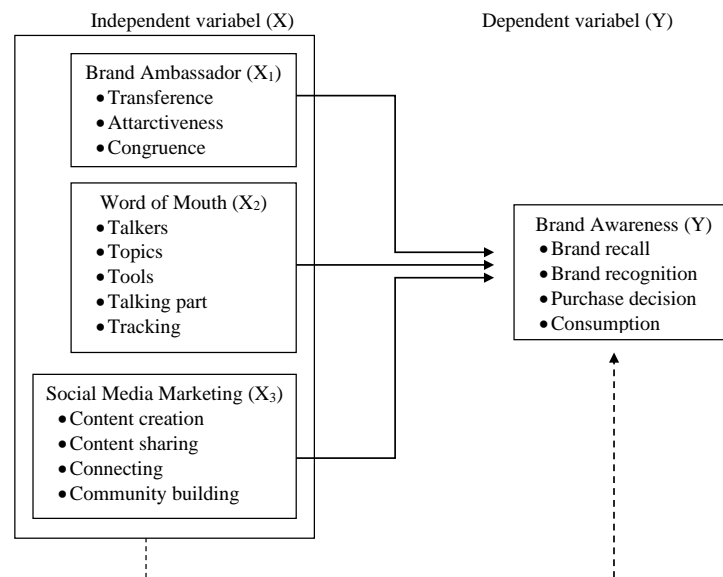 Independent variabel (X)
Dependent variabel (Y)
Brand Ambassador (X₁)
• Transference
• Attarctiveness
• Congruence
Word of Mouth (X₂)
• Talkers
• Topics
• Tools
• Talking part
• Tracking
Social Media Marketing (X₃)
• Content creation
• Content sharing
• Connecting
• Community building
Brand Awareness (Y)
• Brand recall
• Brand recognition
• Purchase decision
• Consumption